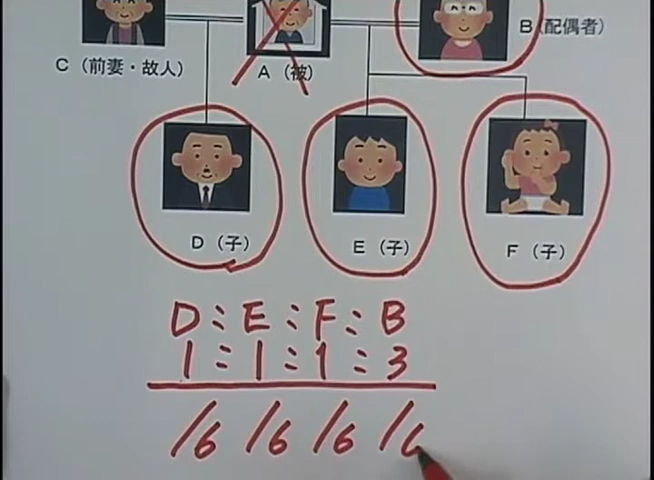 B(配偶者)
C(前妻・故人) A(被)
D(子) E(子) F(子)
D:E:F:B
1:1:1:3
/6 /6 /6 /6